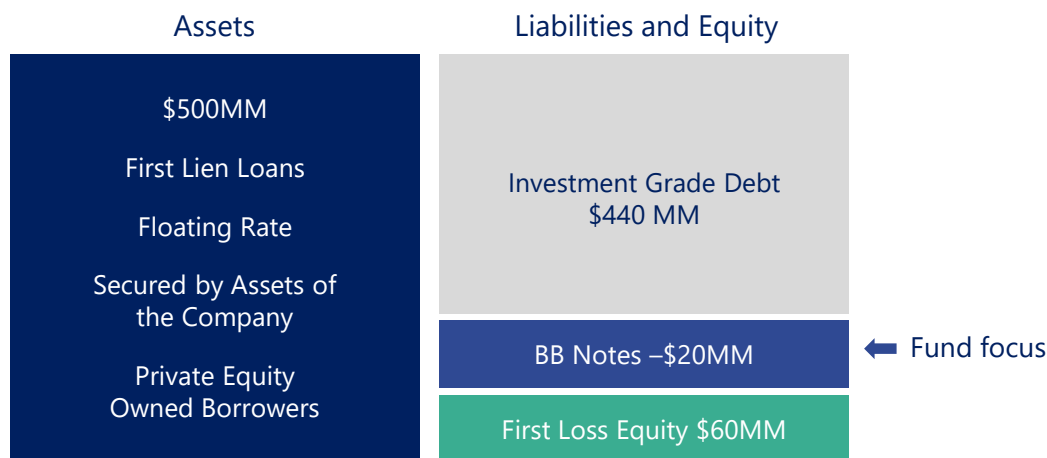 Assets
Liabilities and Equity
$500MM
First Lien Loans
Floating Rate
Secured by Assets of
the Company
Private Equity
Owned Borrowers
Investment Grade Debt
$440 MM
BB Notes –$20MM
Fund focus
First Loss Equity $60MM